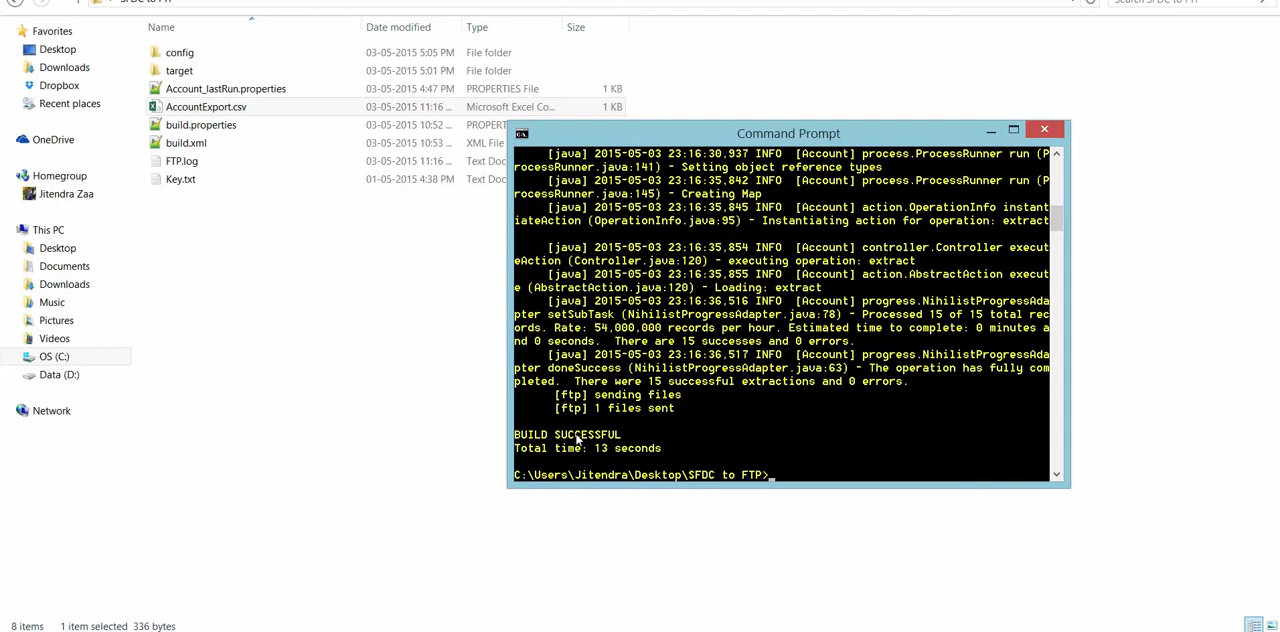 SFDC to FTP
Search SFDC to FTP
Favorites
Desktop
Downloads
Dropbox
Recent places
OneDrive
Homegroup
Jitendra Zaa
This PC
Desktop
Documents
Downloads
Music
Pictures
Videos
OS (C:)
Data (D:)
Network
Name Date modified Type Size
config 03-05-2015 5:05 PM File folder
target 03-05-2015 5:01 PM File folder
Account_lastRun.properties 03-05-2015 4:47 PM PROPERTIES File 1 KB
AccountExport.csv 03-05-2015 11:16 ... Microsoft Excel Co... 1 KB
build.properties 03-05-2015 10:52 ... PROPERT
build.xml 03-05-2015 10:53 ... XML File
FTP.log 03-05-2015 11:16 ... Text Doc
Key.txt 01-05-2015 4:38 PM Text Doc
Command Prompt
[java] 2015-05-03 23:16:30,937 INFO [Account] process.ProcessRunner run (P
rocessRunner.java:141) - Setting object reference types
[java] 2015-05-03 23:16:35,842 INFO [Account] process.ProcessRunner run (P
rocessRunner.java:145) - Creating Map
[java] 2015-05-03 23:16:35,845 INFO [Account] action.OperationInfo instant
iateAction (OperationInfo.java:95) - Instantiating action for operation: extract
[java] 2015-05-03 23:16:35,854 INFO [Account] controller.Controller execut
eAction (Controller.java:120) - executing operation: extract
[java] 2015-05-03 23:16:35,855 INFO [Account] action.AbstractAction execut
e (AbstractAction.java:120) - Loading: extract
[java] 2015-05-03 23:16:36,516 INFO [Account] progress.NihilistProgressAda
pter setSubTask (NihilistProgressAdapter.java:78) - Processed 15 of 15 total rec
ords. Rate: 54,000,000 records per hour. Estimated time to complete: 0 minutes a
nd 0 seconds. There are 15 successes and 0 errors.
[java] 2015-05-03 23:16:36,517 INFO [Account] progress.NihilistProgressAda
pter doneSuccess (NihilistProgressAdapter.java:63) - The operation has fully com
pleted. There were 15 successful extractions and 0 errors.
[ftp] sending files
[ftp] 1 files sent
BUILD SUCCESSFUL
Total time: 13 seconds
C:\Users\Jitendra\Desktop\SFDC to FTP>_
8 items 1 item selected 336 bytes